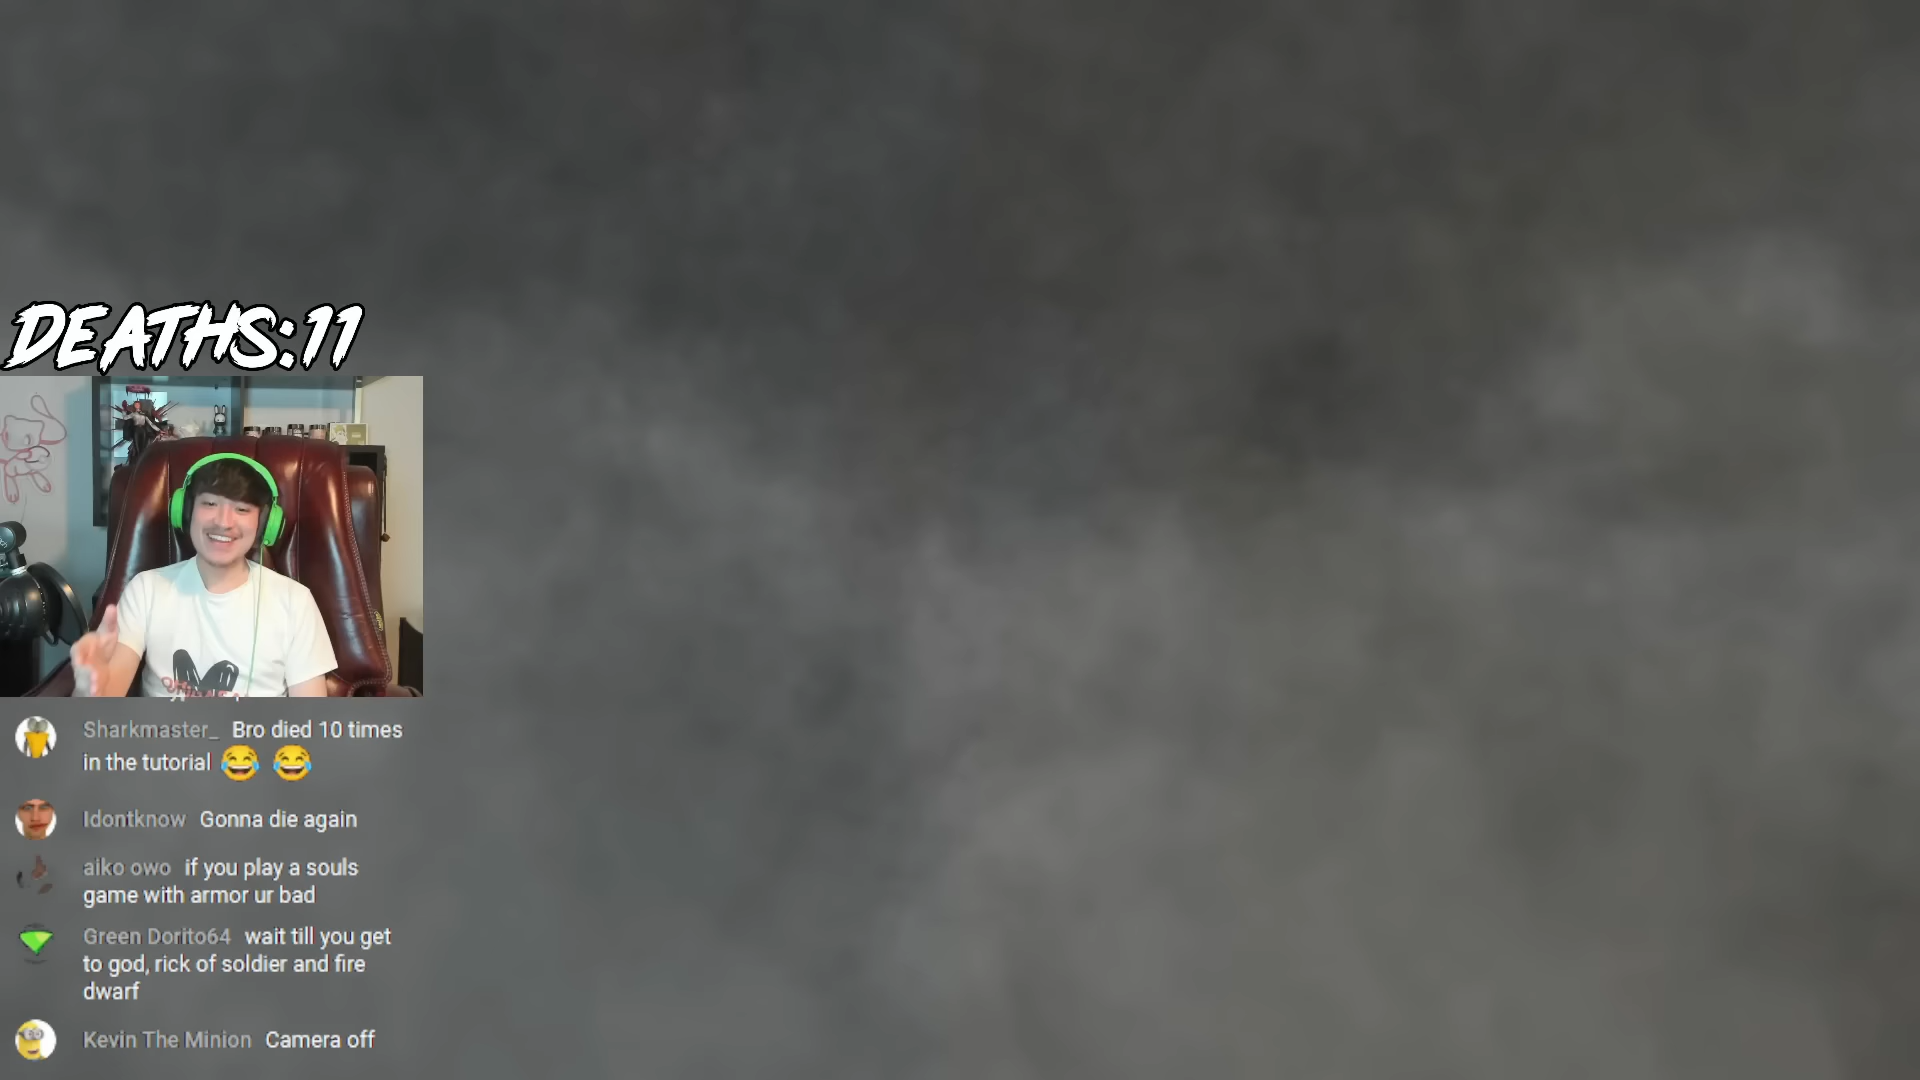 DEATHS:11
Sharkmaster_ Bro died 10 times
in the tutorial 😂 😂
Idontknow Gonna die again
aiko owo if you play a souls
game with armor ur bad
Green Dorito64 wait till you get
to god, rick of soldier and fire
dwarf
Kevin The Minion Camera off